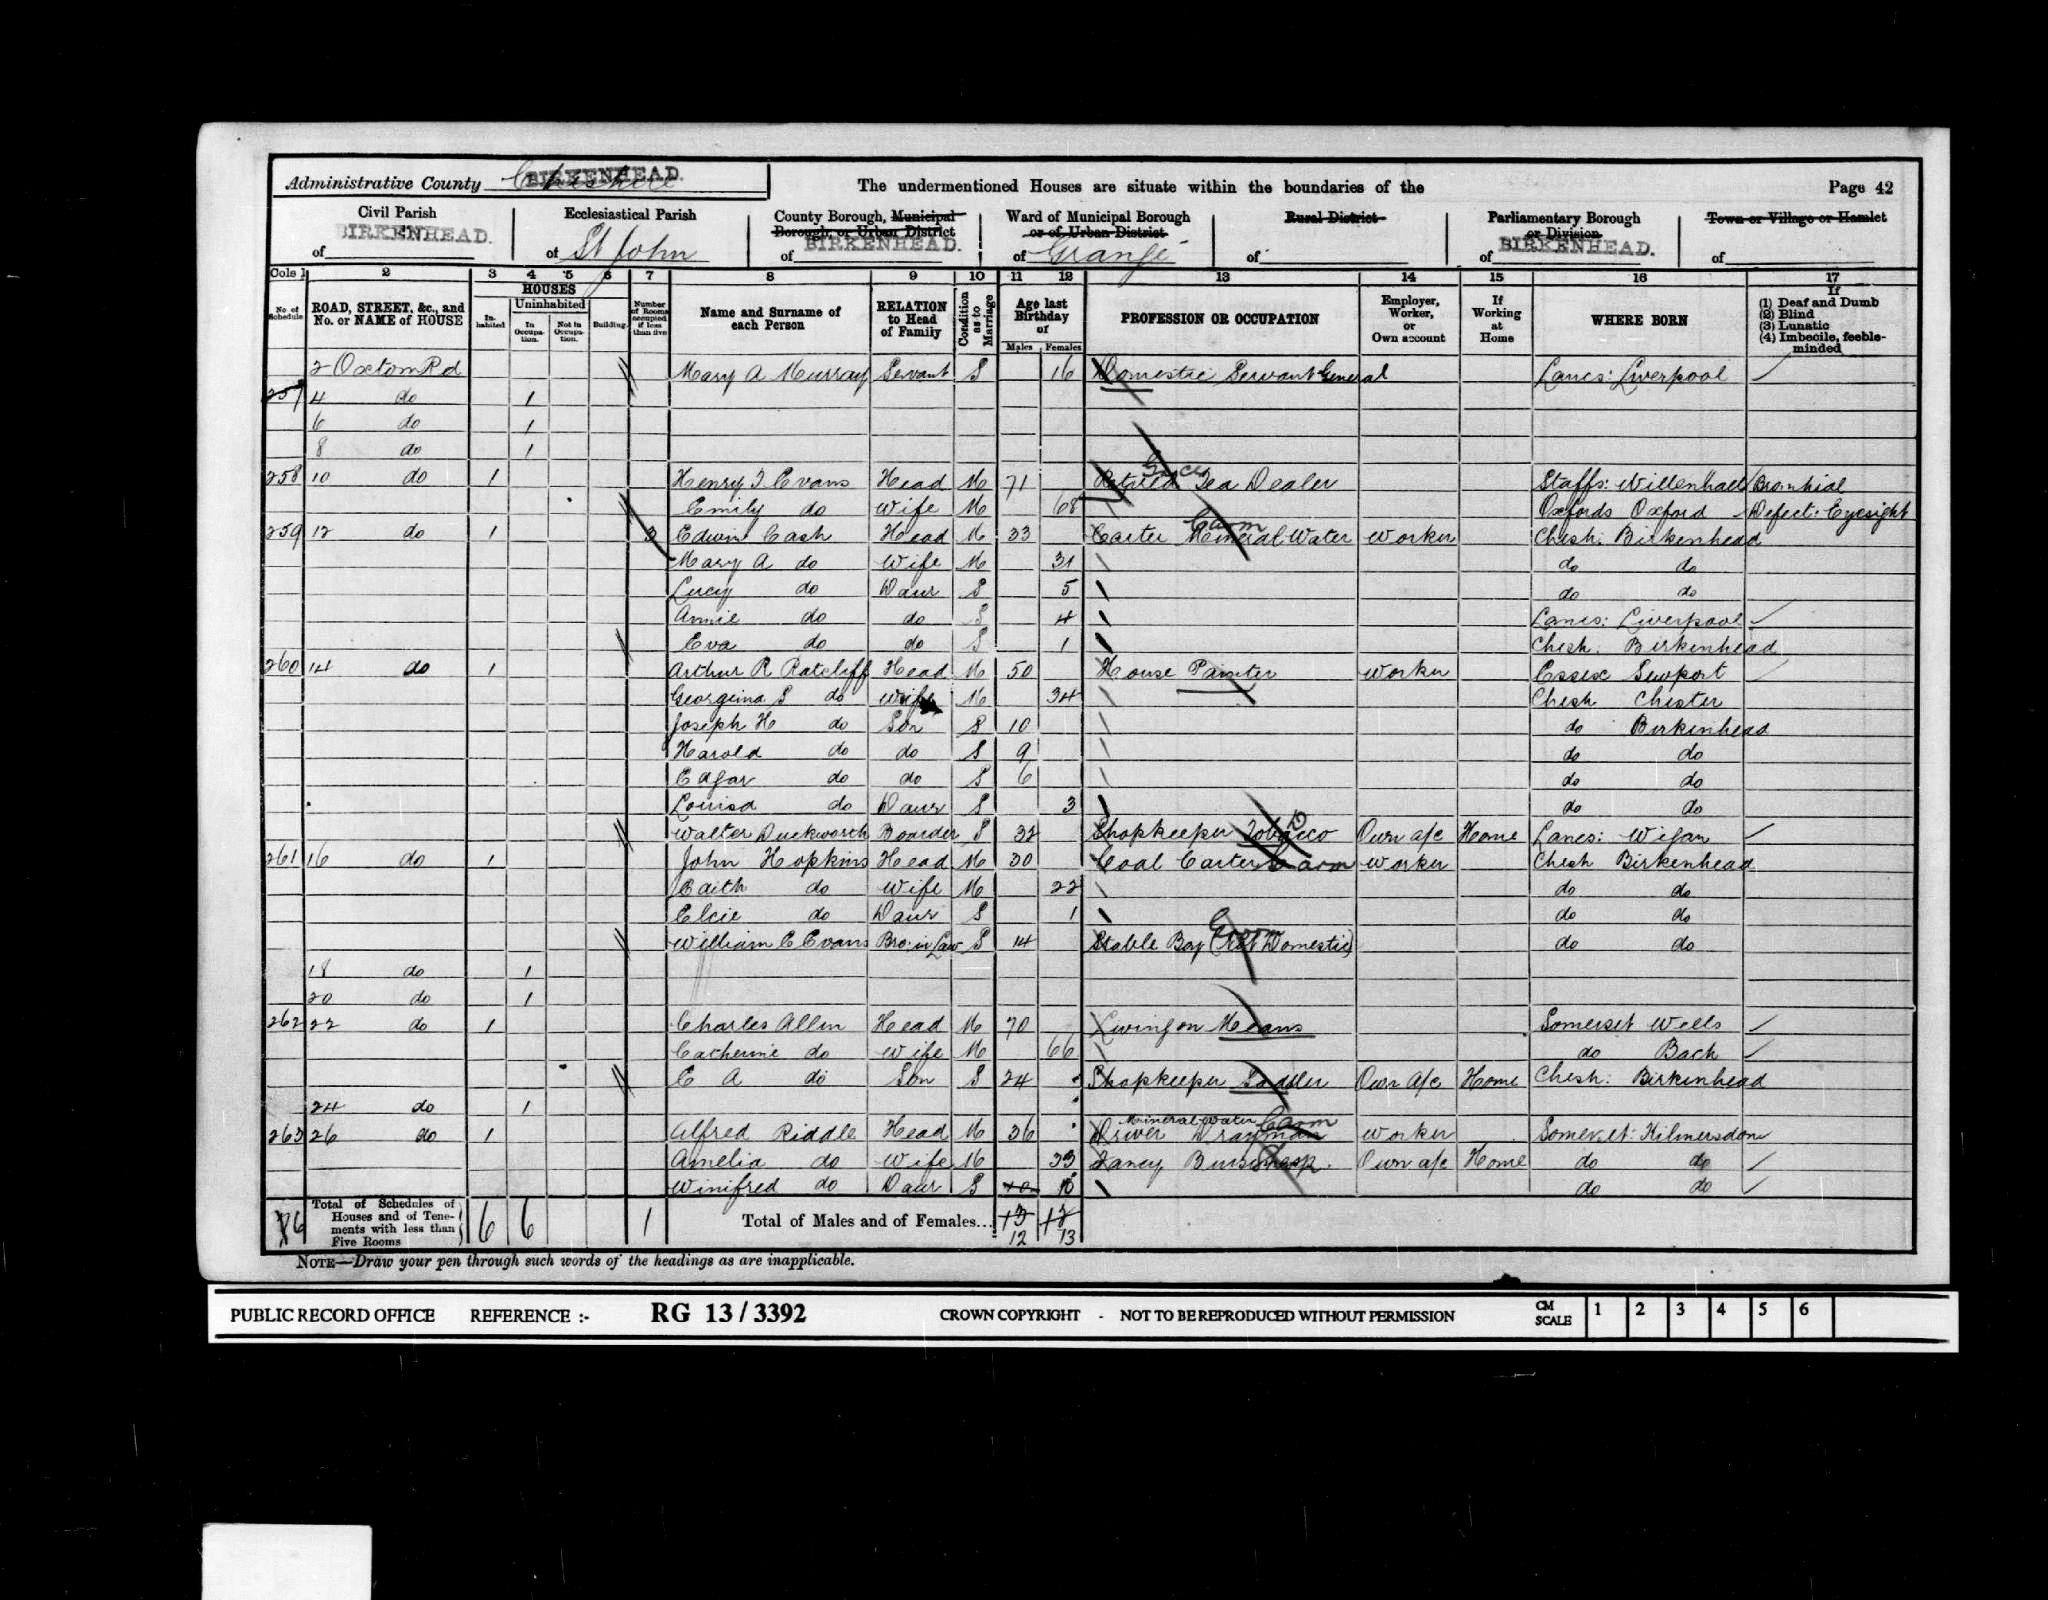 Administrative County Cheshire BIRKENHEAD. The undermentioned Houses are situate within the boundaries of the Page 42
Civil Parish of BIRKENHEAD.
Ecclesiastical Parish of St John
County Borough, Municipal Borough, or Urban District of BIRKENHEAD.
Ward of Municipal Borough or of Urban District of Grange
Rural District of
Parliamentary Borough or Division of BIRKENHEAD.
Town or Village or Hamlet of
Cols 1 2 3 4 5 6 7 8 9 10 11 12 13 14 15 16 17
No. of Schedule
ROAD, STREET, &c., and No. or NAME of HOUSE
HOUSES
Inhabited
Uninhabited
In Occupation.
Not in Occupation.
Building.
Number of Rooms occupied if less than five
Name and Surname of each Person
RELATION to Head of Family
Condition as to Marriage
Age last Birthday of
Males Females
PROFESSION OR OCCUPATION
Employer, Worker, or Own account
If Working at Home
WHERE BORN
If
(1) Deaf and Dumb
(2) Blind
(3) Lunatic
(4) Imbecile, feeble-minded
2 Oxton Rd Mary A Murray Servant S 16 Domestic Servant General Lancs: Liverpool
257 4 do 1
6 do 1
8 do 1
258 10 do 1 Henry J Evans Head M 71 Retired Tea Dealer Grocer Staffs: Willenhall Bronchial
Emily do Wife M 68 Oxfords Oxford Defect: Eyesight
259 12 do 1 3 Edwin Cash Head M 33 Carter Mineral Water Carm Worker Chesh: Birkenhead
Mary A do Wife M 31 do do
Lucy do Daur S 5 do do
Annie do do S 4 Lancs: Liverpool
Eva do do S 1 Chesh: Birkenhead
260 14 do 1 Arthur R Ratcliff Head M 50 House Painter Worker Essex Newport
Georgina S do Wife M 34 Chesh Chester
Joseph H do Son S 10 do Birkenhead
Harold do do S 9 do do
Edgar do do S 6 do do
Louisa do Daur S 3 do do
Walter Duckworth Boarder S 32 Shopkeeper Tobacco Own a/c Home Lancs: Wigan
261 16 do 1 John Hopkins Head M 30 Coal Carter Carm Worker Chesh Birkenhead
Edith do Wife M 22 do do
Elcie do Daur S 1 do do
William E Evans Bro-in-Law S 14 Stable Boy (Not Domestic) Groom do do
18 do 1
20 do 1
262 22 do 1 Charles Allen Head M 70 Living on Means Somerset Wells
Catherine do Wife M 66 do Bath
E A do Son S 24 Shopkeeper Saddler Own a/c Home Chesh: Birkenhead
24 do 1
263 26 do 1 Alfred Riddle Head M 36 Driver Mineral Water Drayman Carm Worker Somerset: Kilmersdon
Amelia do Wife M 33 Fancy Own a/c Home do do
Winifred do Daur S 10 10 do do
6 Total of Schedules of Houses and of Tenements with less than Five Rooms 6 6 1 Total of Males and of Females... 13 12
12 13
NOTE—Draw your pen through such words of the headings as are inapplicable.
PUBLIC RECORD OFFICE REFERENCE :- RG 13 / 3392 CROWN COPYRIGHT - NOT TO BE REPRODUCED WITHOUT PERMISSION CM SCALE 1 2 3 4 5 6